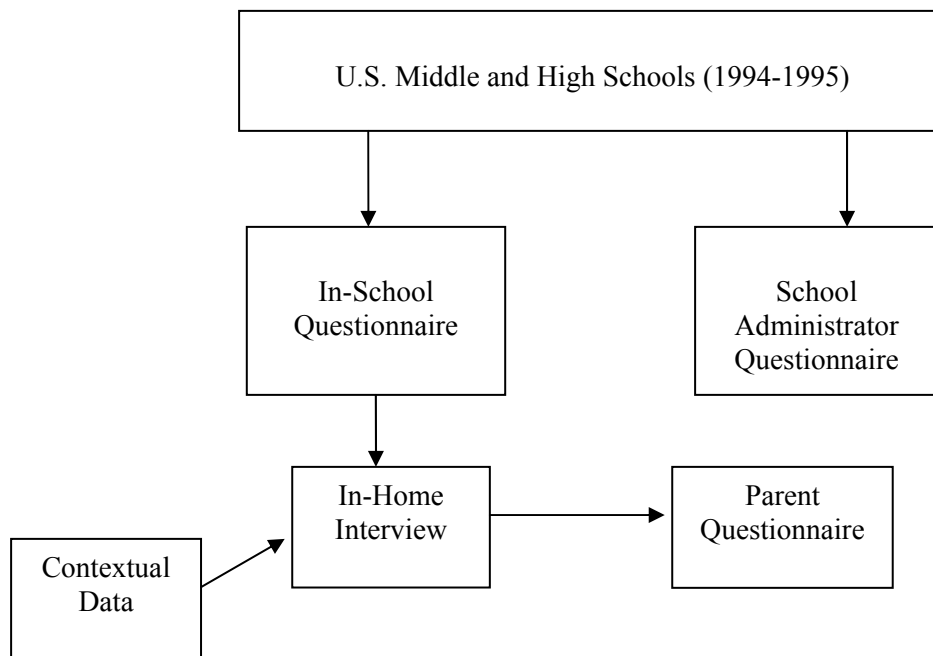 U.S. Middle and High Schools (1994-1995)
In-School
Questionnaire
School
Administrator
Questionnaire
In-Home
Interview
Parent
Questionnaire
Contextual
Data